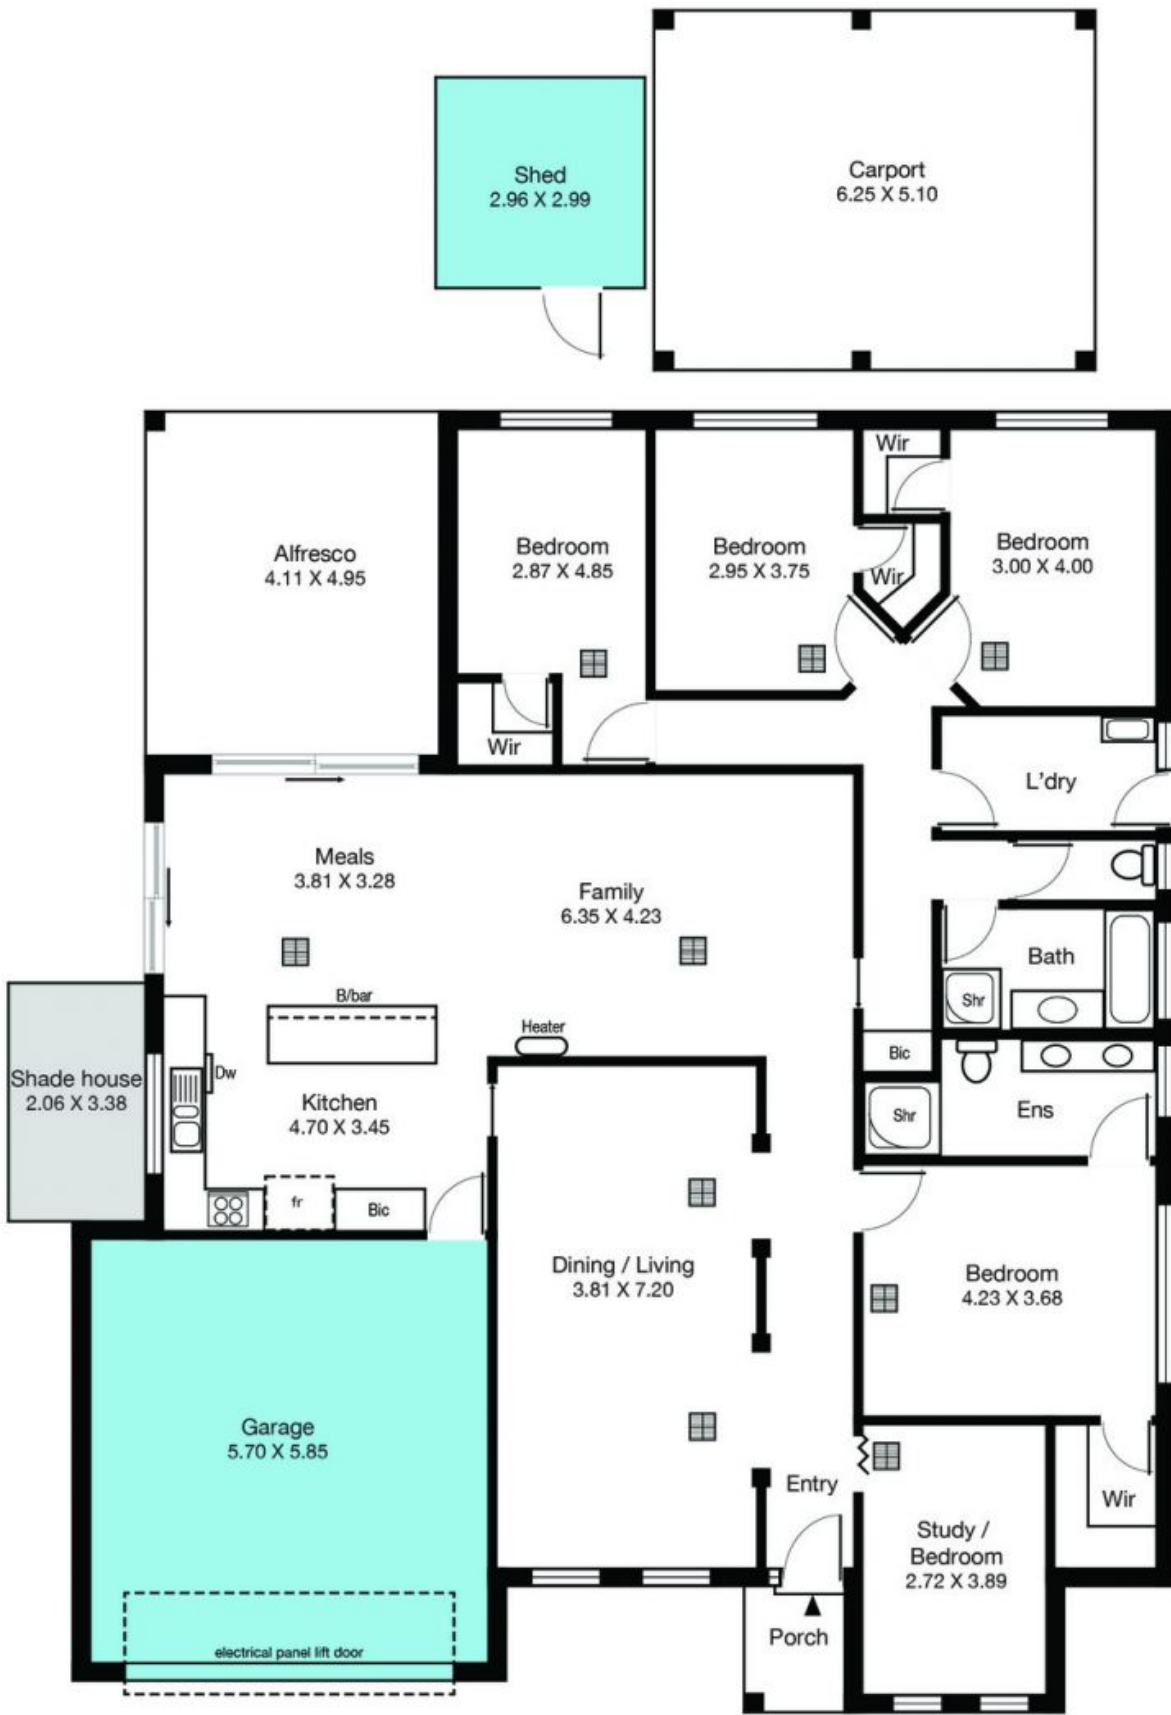 Shed
2.96 X 2.99
Carport
6.25 X 5.10
Wir
Alfresco
4.11 X 4.95
Bedroom
2.87 X 4.85
Bedroom
2.95 X 3.75
Wir
Bedroom
3.00 X 4.00
Wir
L'dry
Meals
3.81 X 3.28
Family
6.35 X 4.23
Bath
Shr
B/bar
Heater
Shade house
2.06 X 3.38
Dw
Kitchen
4.70 X 3.45
Bic
Shr
Ens
fr
Bic
Dining / Living
3.81 X 7.20
Bedroom
4.23 X 3.68
Garage
5.70 X 5.85
Entry
Wir
Study /
Bedroom
2.72 X 3.89
electrical panel lift door
Porch